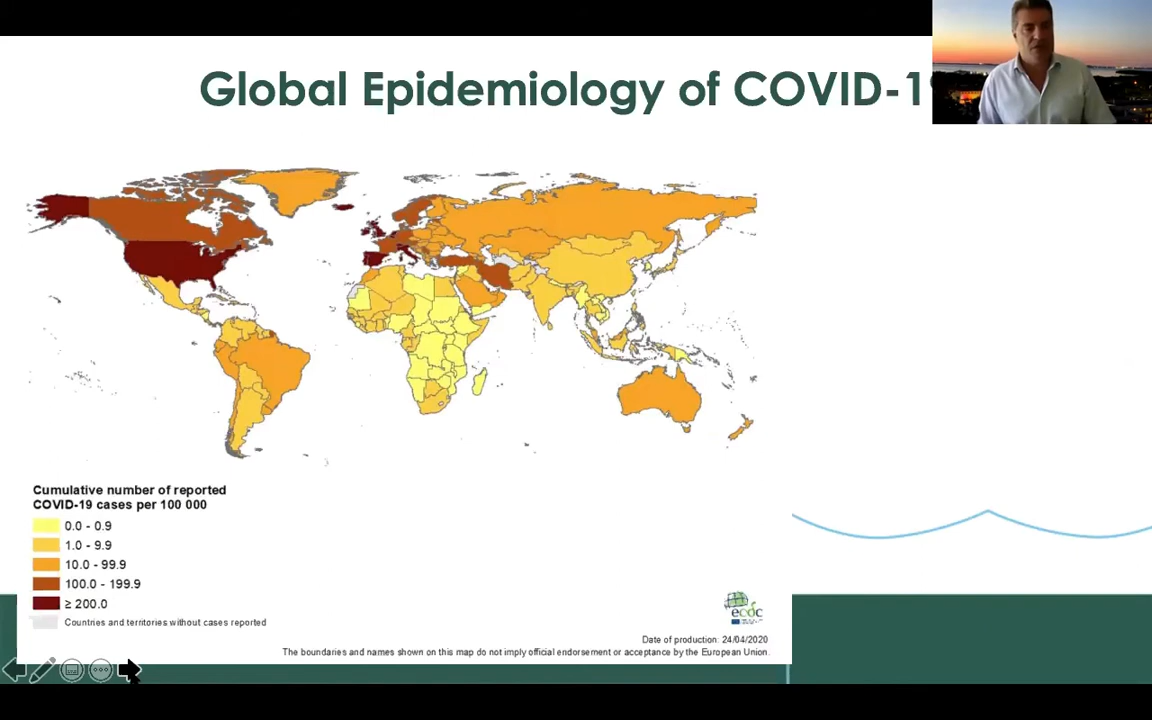 Global Epidemiology of COVID-19
Cumulative number of reported
COVID-19 cases per 100 000
0.0 - 0.9
1.0 - 9.9
10.0 - 99.9
100.0 - 199.9
≥ 200.0
Countries and territories without cases reported
ecdc
Date of production: 24/04/2020
The boundaries and names shown on this map do not imply official endorsement or acceptance by the European Union.